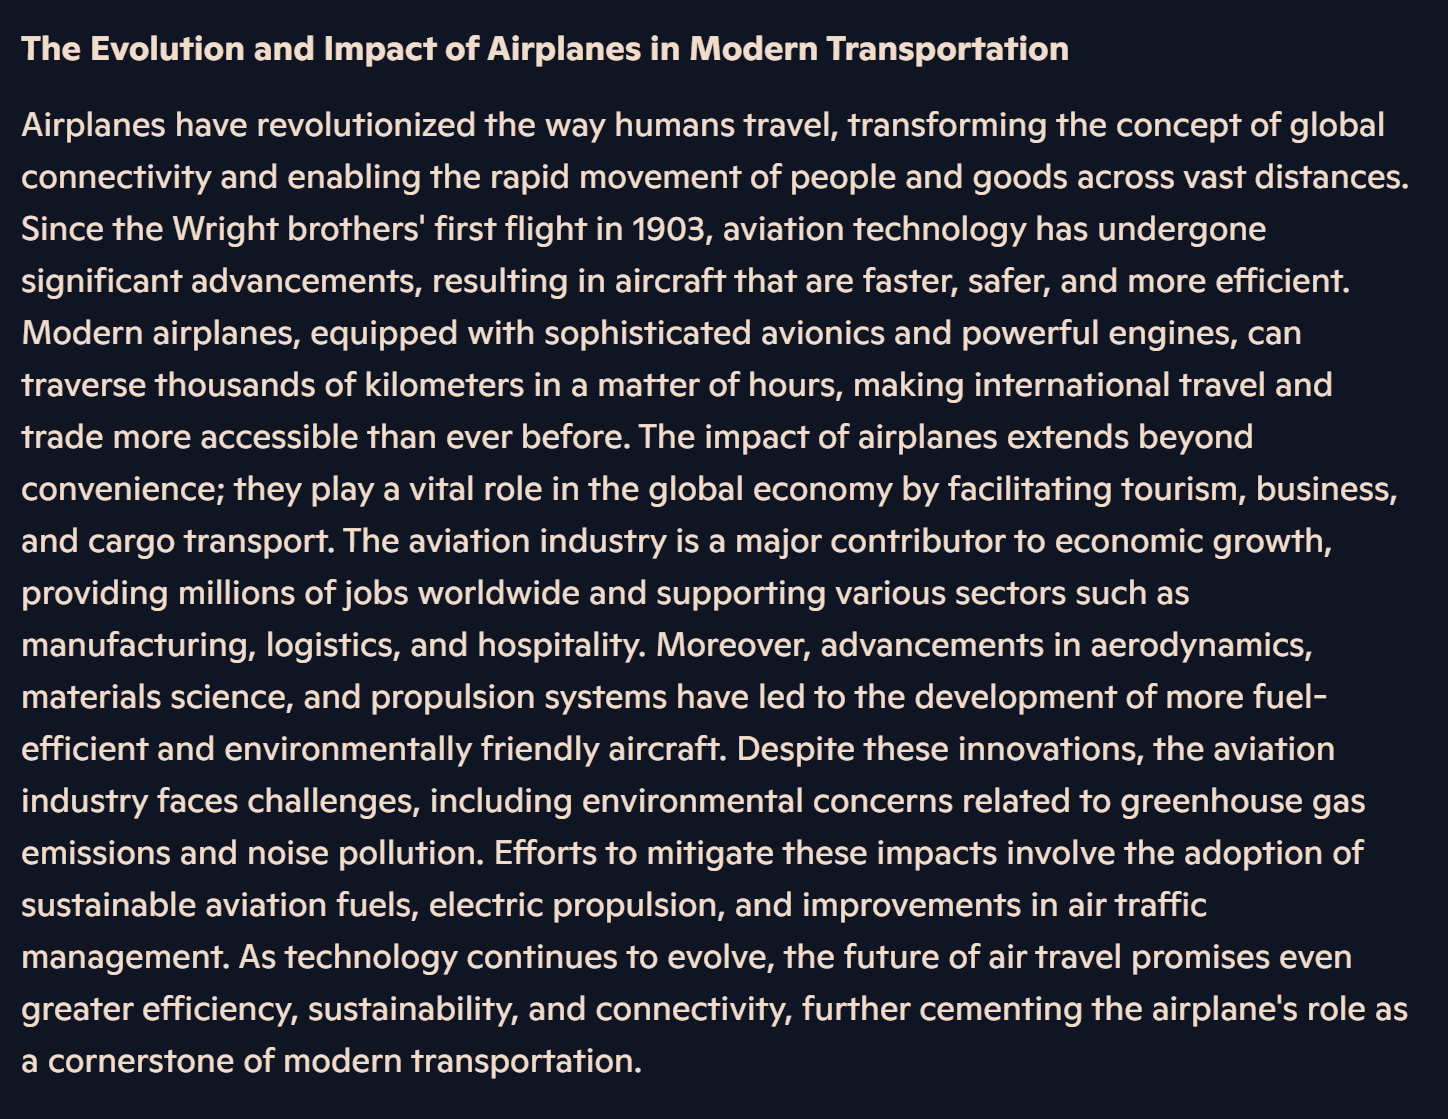 The Evolution and Impact of Airplanes in Modern Transportation
Airplanes have revolutionized the way humans travel, transforming the concept of global
connectivity and enabling the rapid movement of people and goods across vast distances.
Since the Wright brothers' first flight in 1903, aviation technology has undergone
significant advancements, resulting in aircraft that are faster, safer, and more efficient.
Modern airplanes, equipped with sophisticated avionics and powerful engines, can
traverse thousands of kilometers in a matter of hours, making international travel and
trade more accessible than ever before. The impact of airplanes extends beyond
convenience; they play a vital role in the global economy by facilitating tourism, business,
and cargo transport. The aviation industry is a major contributor to economic growth,
providing millions of jobs worldwide and supporting various sectors such as
manufacturing, logistics, and hospitality. Moreover, advancements in aerodynamics,
materials science, and propulsion systems have led to the development of more fuel-
efficient and environmentally friendly aircraft. Despite these innovations, the aviation
industry faces challenges, including environmental concerns related to greenhouse gas
emissions and noise pollution. Efforts to mitigate these impacts involve the adoption of
sustainable aviation fuels, electric propulsion, and improvements in air traffic
management. As technology continues to evolve, the future of air travel promises even
greater efficiency, sustainability, and connectivity, further cementing the airplane's role as
a cornerstone of modern transportation.